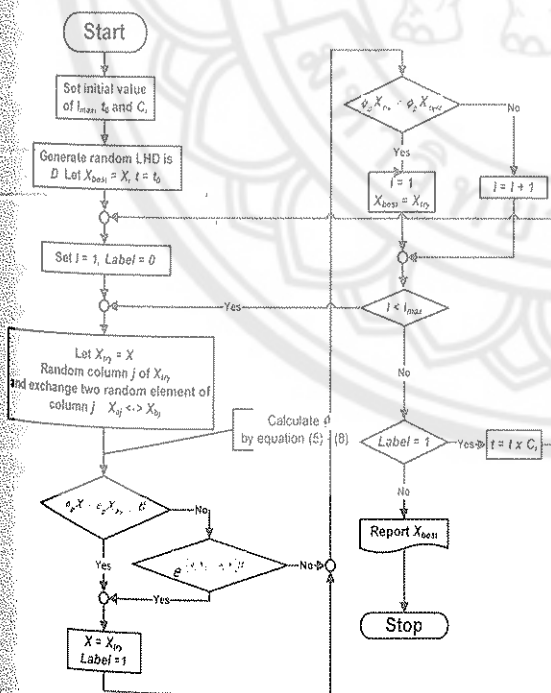 Start
Set initial value
of I_max, t_0 and C_t
Generate random LHD is
D Let X_best = X, t = t_0
Set I = 1, Label = 0
Let X_try = X
Random column j of X_try
and exchange two random element of
column j X_aj <-> X_bj
Calculate ϕ
by equation (5) (8)
No
Yes
e
No
Yes
X = X_try
Label = 1
No
Yes
I = 1
X_best = X_try
I = I + 1
I < I_max
Yes
No
Label = 1
Yes
t = t x C_t
No
Report X_best
Stop